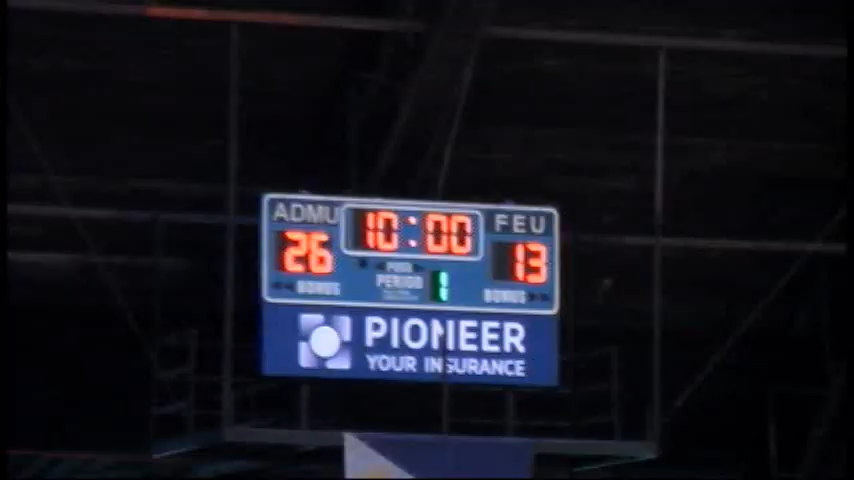 ADMU 10:00 FEU
26 13
POSS
BONUS PERIOD 1 BONUS
PIONEER
YOUR INSURANCE